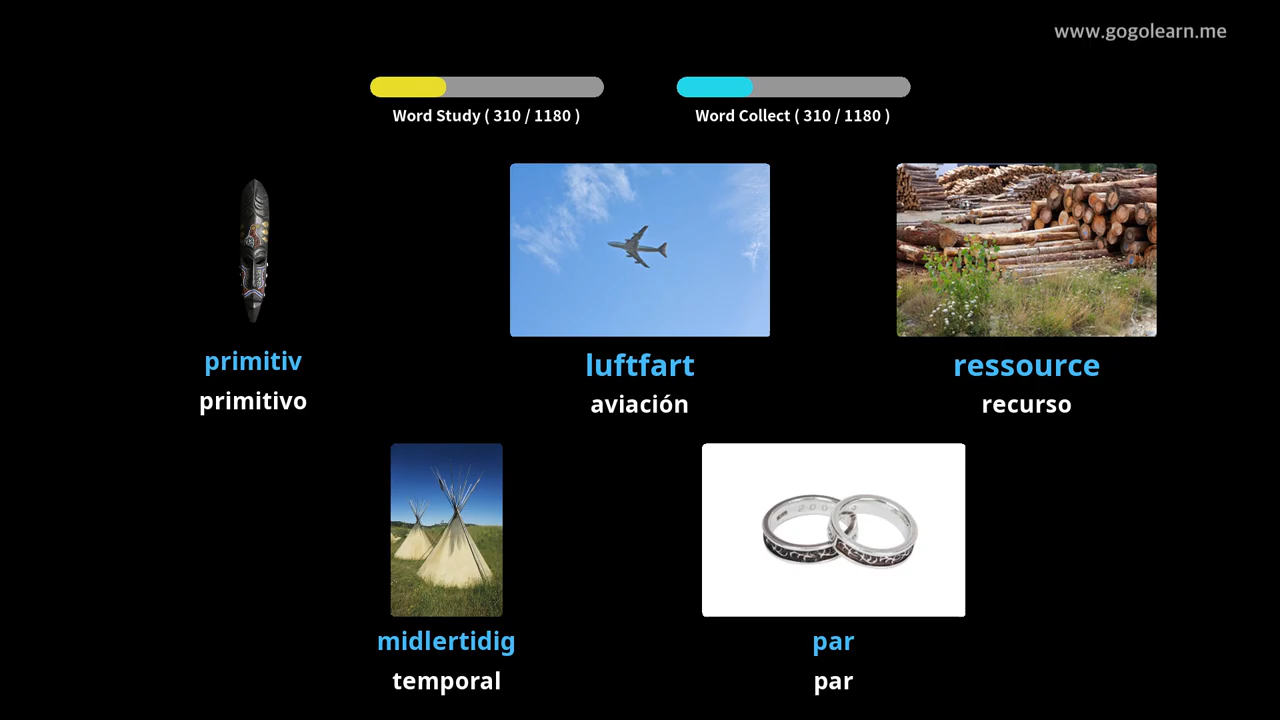 www.gogolearn.me
Word Study ( 310 / 1180 )
Word Collect ( 310 / 1180 )
primitiv
primitivo
luftfart
aviación
ressource
recurso
midlertidig
temporal
par
par